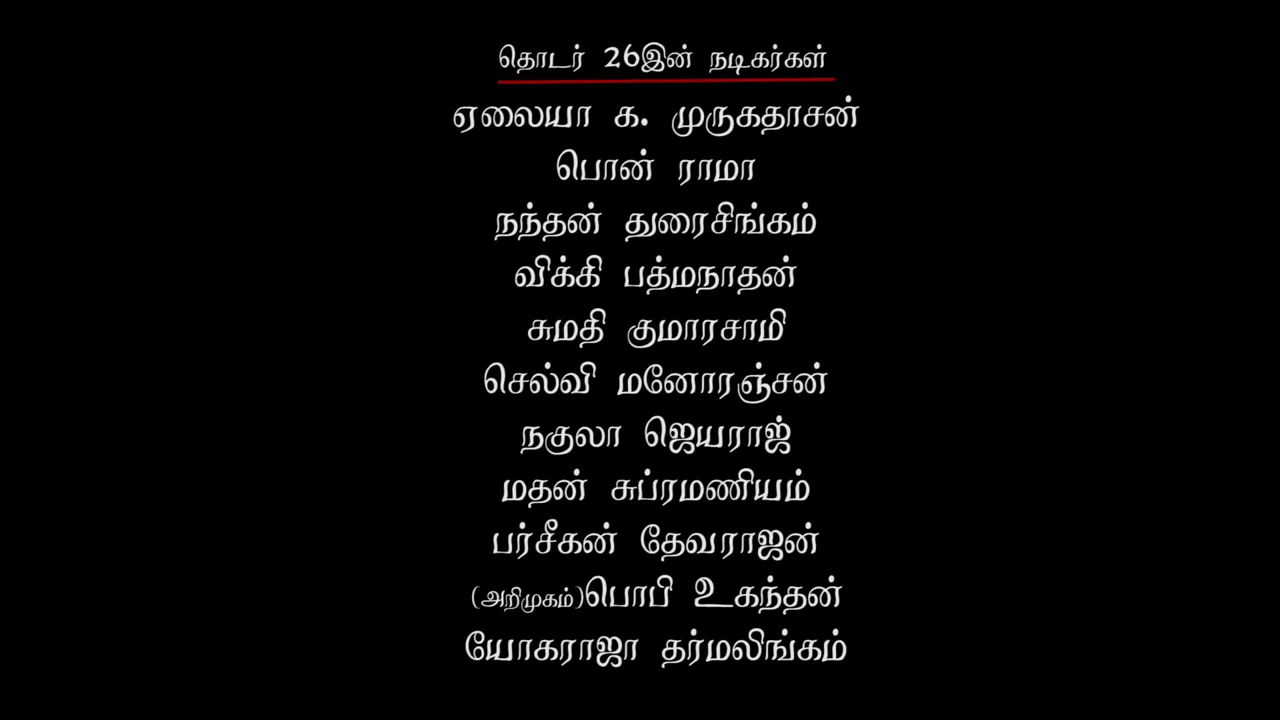 தொடர் 26இன் நடிகர்கள்
ஏலையா க. முருகதாசன்
பொன் ராமா
நந்தன் துரைசிங்கம்
விக்கி பத்மநாதன்
சுமதி குமாரசாமி
செல்வி மனோரஞ்சன்
நகுலா ஜெயராஜ்
மதன் சுப்ரமணியம்
பர்சீகன் தேவராஜன்
(அறிமுகம்)பொபி உகந்தன்
யோகராஜா தர்மலிங்கம்